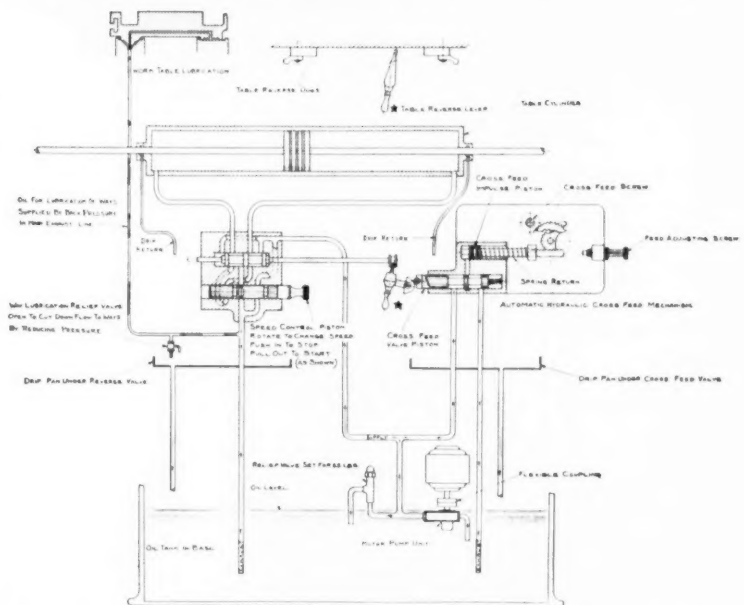 WORK TABLE LUBRICATION
TABLE REVERSE DOGS
TABLE REVERSE LEVER
TABLE CYLINDER
CROSS FEED
IMPULSE PISTON
CROSS FEED SCREW
OIL FOR LUBRICATION OF WAYS
SUPPLIED BY BACK PRESSURE
IN MAIN EXHAUST LINE
DRIP
RETURN
DRIP RETURN
FEED ADJUSTING SCREW
SPRING RETURN
AUTOMATIC HYDRAULIC CROSS FEED MECHANISM
WAY LUBRICATION RELIEF VALVE
OPEN TO CUT DOWN FLOW TO WAYS
BY REDUCING PRESSURE
SPEED CONTROL PISTON
ROTATE TO CHANGE SPEED
PUSH IN TO STOP
PULL OUT TO START
(AS SHOWN)
CROSS FEED
VALVE PISTON
DRIP PAN UNDER REVERSE VALVE
DRIP PAN UNDER CROSS FEED VALVE
SUPPLY
RELIEF VALVE SET FOR 55 LBS.
FLEXIBLE COUPLING
OIL LEVEL
OIL TANK IN BASE
MOTOR PUMP UNIT